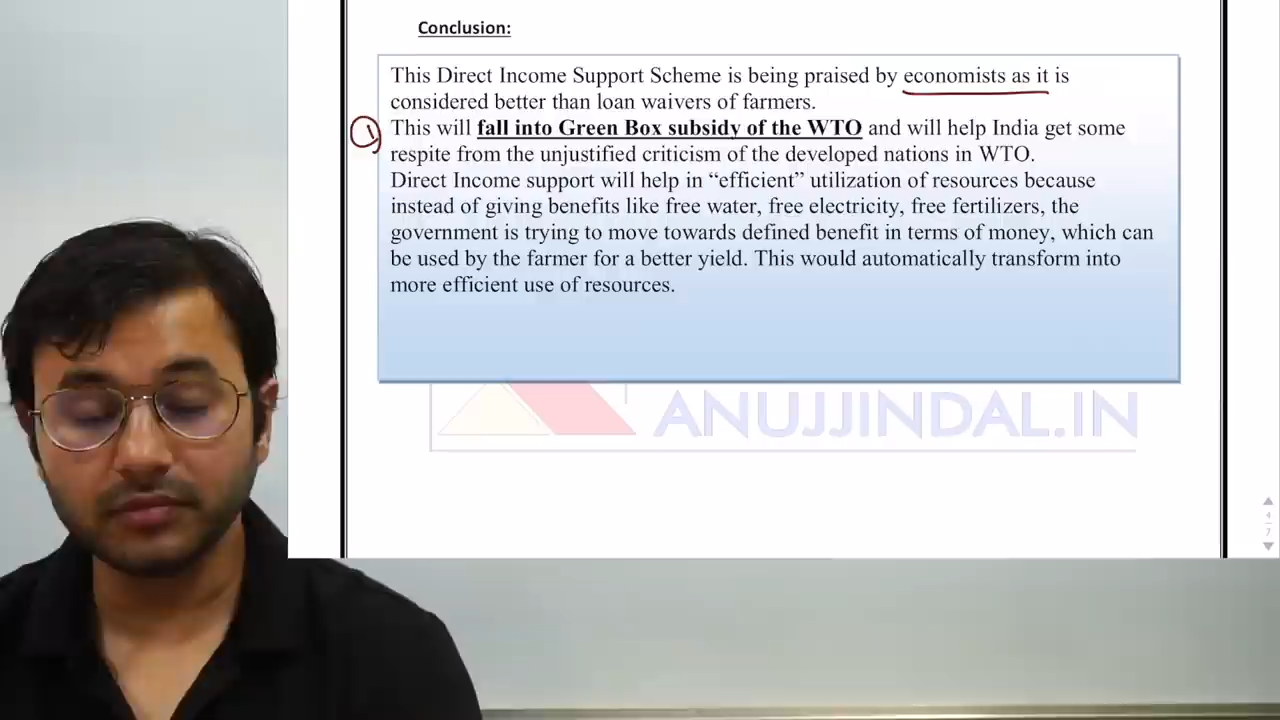 Conclusion:
This Direct Income Support Scheme is being praised by economists as it is
considered better than loan waivers of farmers.
This will fall into Green Box subsidy of the WTO and will help India get some
respite from the unjustified criticism of the developed nations in WTO.
Direct Income support will help in “efficient” utilization of resources because
instead of giving benefits like free water, free electricity, free fertilizers, the
government is trying to move towards defined benefit in terms of money, which can
be used by the farmer for a better yield. This would automatically transform into
more efficient use of resources.
ANUJJINDAL.IN
4
7